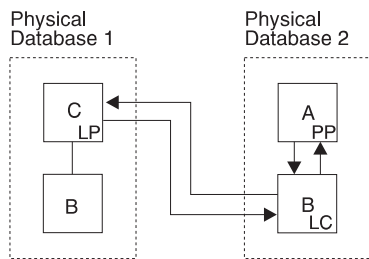 Physical
Database 1
Physical
Database 2
C
LP
B
A
PP
B
LC